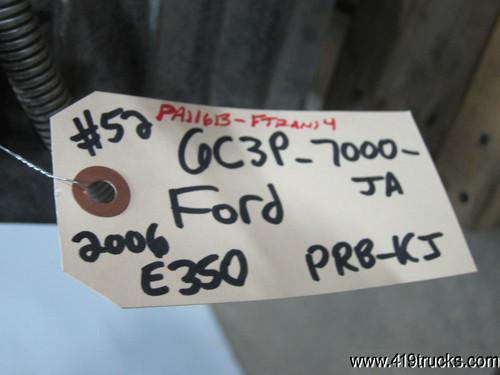 #52
PA11613-FTRAN14
6C3P-7000-
JA
Ford
2006
E350
PRB-KJ
www.419trucks.com